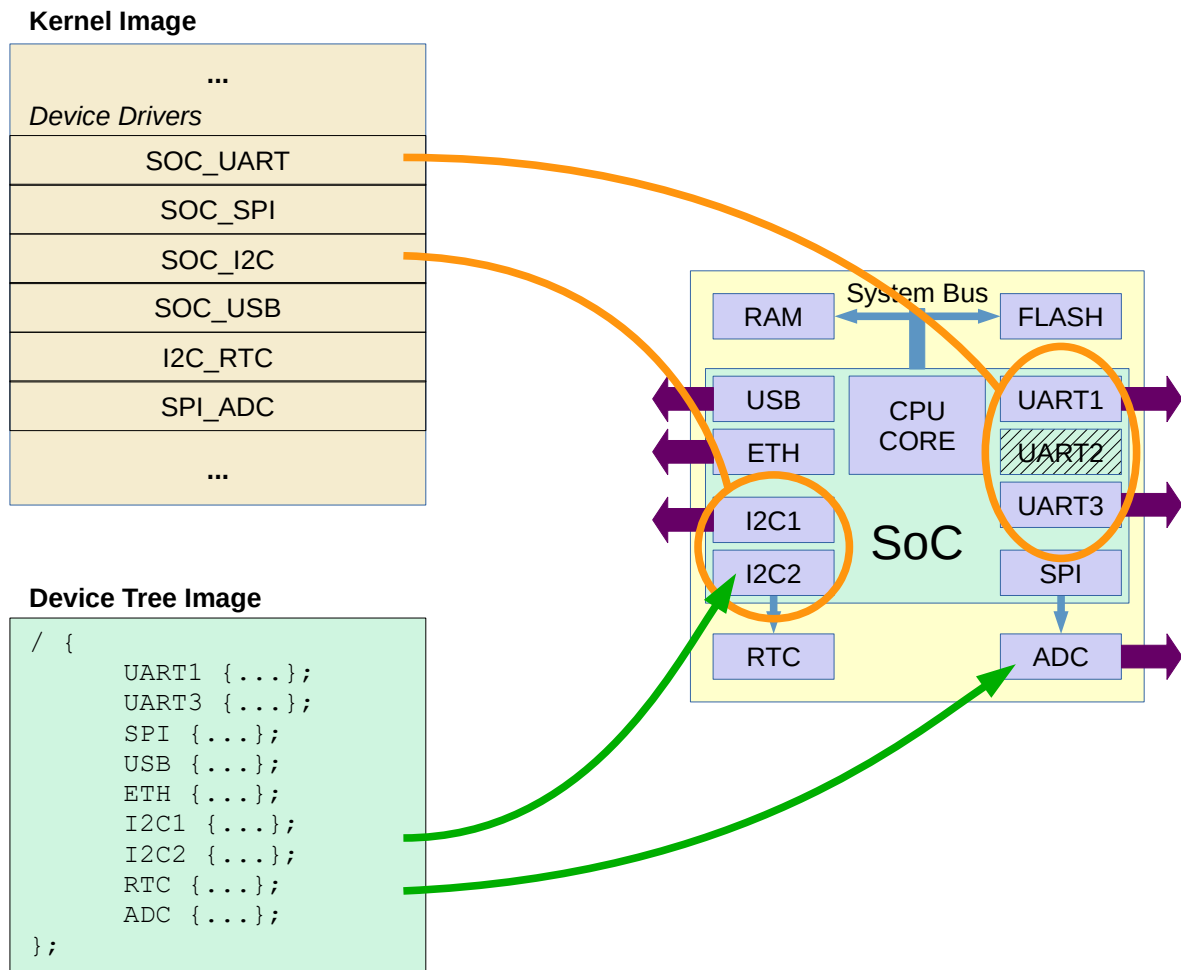 Kernel Image
...
Device Drivers
SOC_UART
SOC_SPI
SOC_I2C
SOC_USB
I2C_RTC
SPI_ADC
...
System Bus
RAM
FLASH
USB
CPU
CORE
UART1
ETH
UART2
I2C1
UART3
SoC
I2C2
SPI
RTC
ADC
Device Tree Image
/ {
UART1 {...};
UART3 {...};
SPI {...};
USB {...};
ETH {...};
I2C1 {...};
I2C2 {...};
RTC {...};
ADC {...};
};